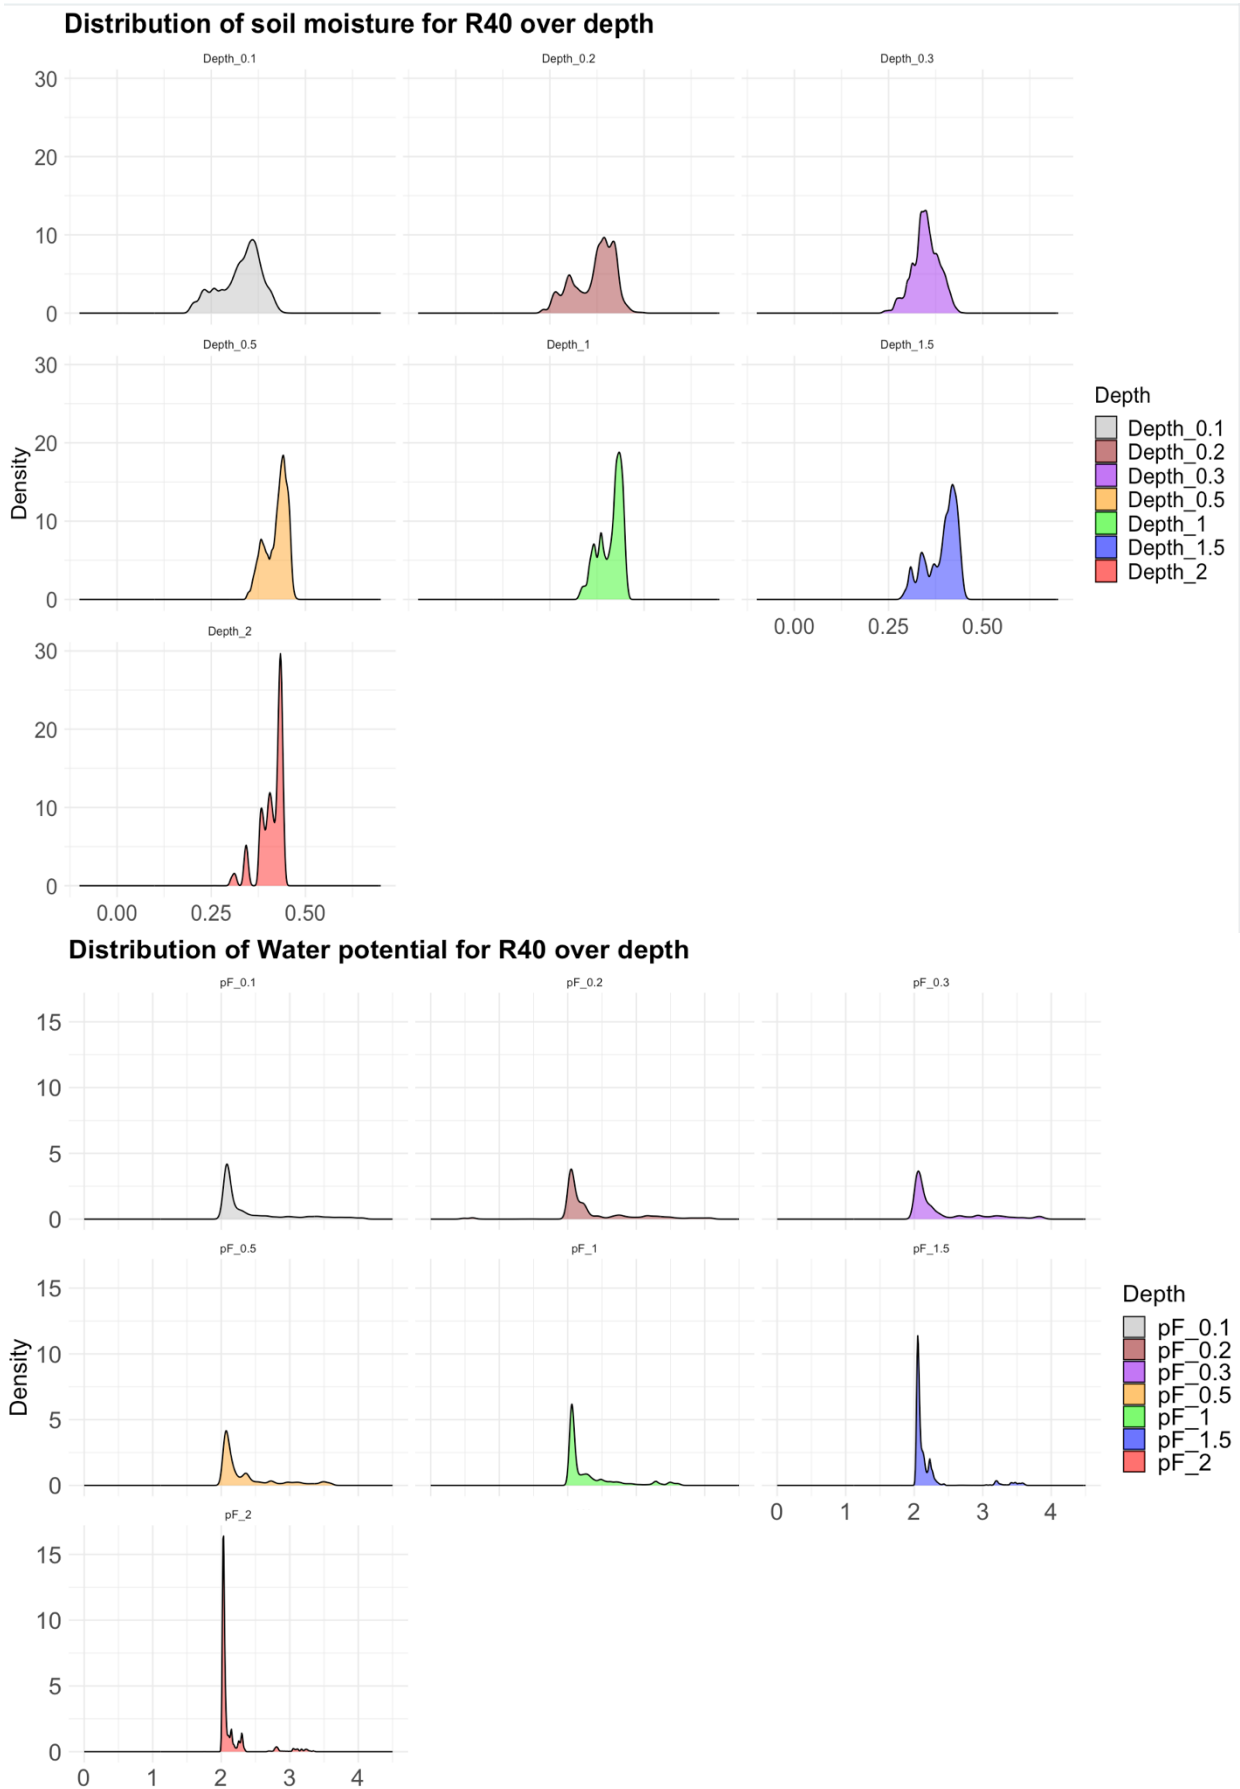 Distribution of soil moisture for R40 over depth
Depth_0.1
Depth_0.2
Depth_0.3
30
20
10
0
Depth_0.5
Depth_1
Depth_1.5
30
20
10
0
Density
0.00 0.25 0.50
Depth
Depth_0.1
Depth_0.2
Depth_0.3
Depth_0.5
Depth_1
Depth_1.5
Depth_2
Depth_2
30
20
10
0
0.00 0.25 0.50
Distribution of Water potential for R40 over depth
pF_0.1
pF_0.2
pF_0.3
15
10
5
0
pF_0.5
pF_1
pF_1.5
15
10
5
0
Density
0 1 2 3 4
Depth
pF_0.1
pF_0.2
pF_0.3
pF_0.5
pF_1
pF_1.5
pF_2
pF_2
15
10
5
0
0 1 2 3 4